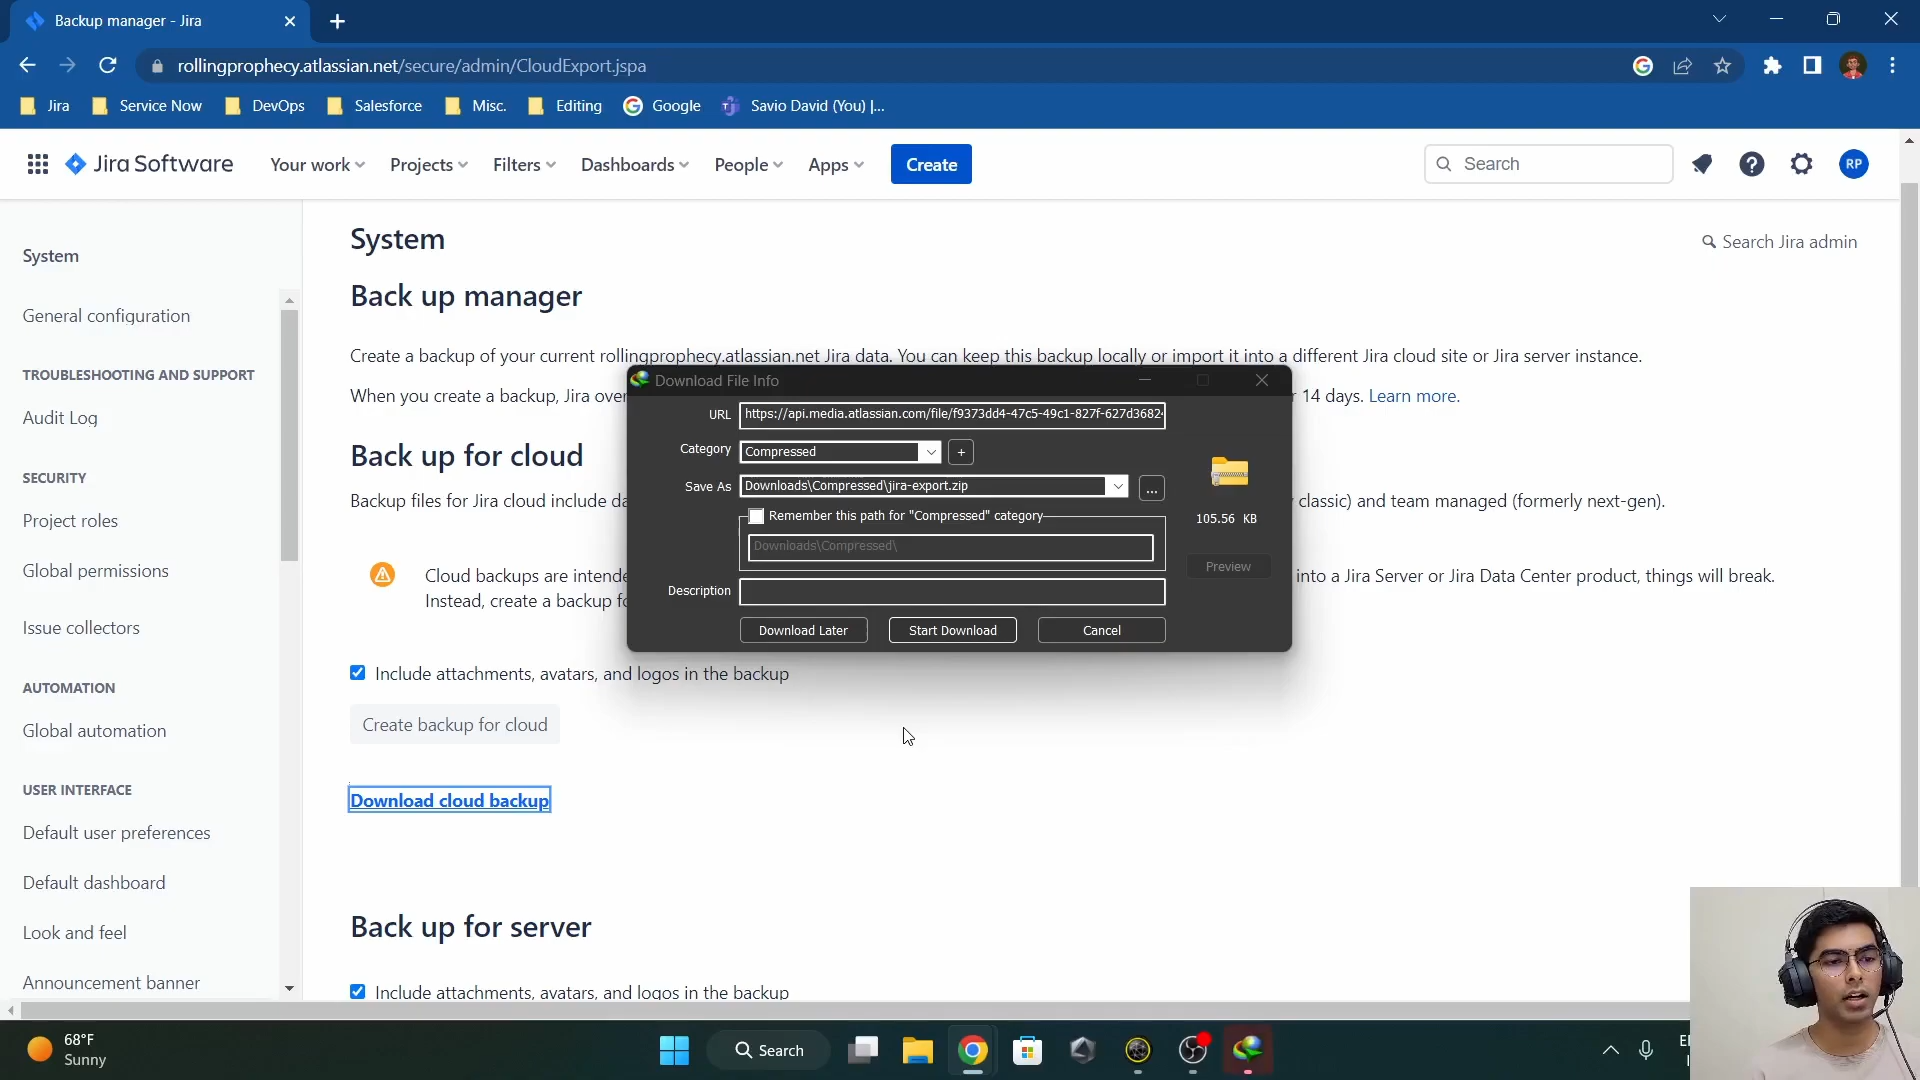 Backup manager - Jira
rollingprophecy.atlassian.net/secure/admin/CloudExport.jspa
Jira
Service Now
DevOps
Salesforce
Misc.
Editing
Google
Savio David (You) |...
Jira Software
Your work
Projects
Filters
Dashboards
People
Apps
Create
Search
RP
System
General configuration
TROUBLESHOOTING AND SUPPORT
Audit Log
SECURITY
Project roles
Global permissions
Issue collectors
AUTOMATION
Global automation
USER INTERFACE
Default user preferences
Default dashboard
Look and feel
Announcement banner
System
Search Jira admin
Back up manager
Create a backup of your current rollingprophecy.atlassian.net Jira data. You can keep this backup locally or import it into a different Jira cloud site or Jira server instance.
When you create a backup, Jira over
14 days. Learn more.
Back up for cloud
Backup files for Jira cloud include da
classic) and team managed (formerly next-gen).
Cloud backups are intende
into a Jira Server or Jira Data Center product, things will break.
Instead, create a backup fo
Download File Info
URL
https://api.media.atlassian.com/file/f9373dd4-47c5-49c1-827f-627d3682
Category
Compressed
+
Save As
Downloads\Compressed\jira-export.zip
...
Remember this path for "Compressed" category
Downloads\Compressed\
Description
105.56 KB
Preview
Download Later
Start Download
Cancel
Include attachments, avatars, and logos in the backup
Create backup for cloud
Download cloud backup
Back up for server
Include attachments, avatars, and logos in the backup
68°F
Sunny
Search